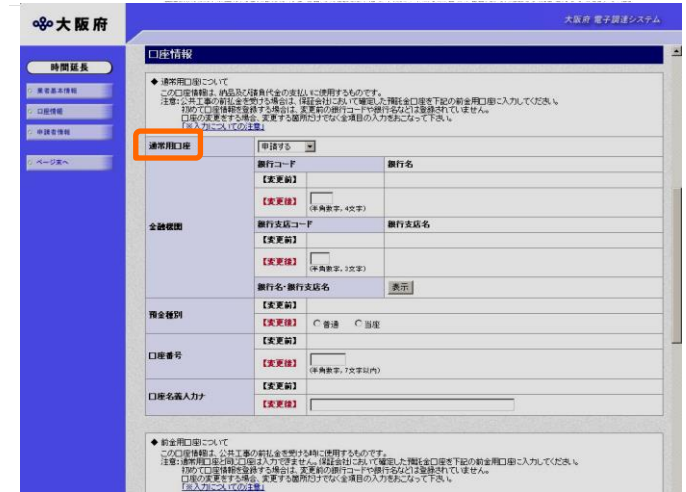 大阪府
大阪府 電子調達システム
時間延長
業者基本情報
口座情報
申請者情報
ページ末へ
口座情報
◆ 通常用口座について
この口座情報は、納品及び請負代金の支払いに使用するものです。
注意:公共工事の前払金を受ける場合は、保証会社において確定した預託金口座を下記の前金用口座に入力してください。
初めて口座情報を登録する場合は、変更前の銀行コードや銀行名などは登録されていません。
口座の変更をする場合、変更する箇所だけでなく全項目の入力をおこなって下さい。
「※入力についての注意」
通常用口座 申請する
金融機関
銀行コード 銀行名
【変更前】
【変更後】 (半角数字、4文字)
銀行支店コード 銀行支店名
【変更前】
【変更後】 (半角数字、3文字)
銀行名・銀行支店名 表示
預金種別
【変更前】
【変更後】 普通 当座
口座番号
【変更前】
【変更後】 (半角数字、7文字以内)
口座名義人カナ
【変更前】
【変更後】
◆ 前金用口座について
この口座情報は、公共工事の前払金を受ける時に使用するものです。
注意:通常用口座と同じ口座は入力できません。保証会社において確定した預託金口座を下記の前金用口座に入力してください。
初めて口座情報を登録する場合は、変更前の銀行コードや銀行名などは登録されていません。
口座の変更をする場合、変更する箇所だけでなく全項目の入力をおこなって下さい。
「※入力についての注意」